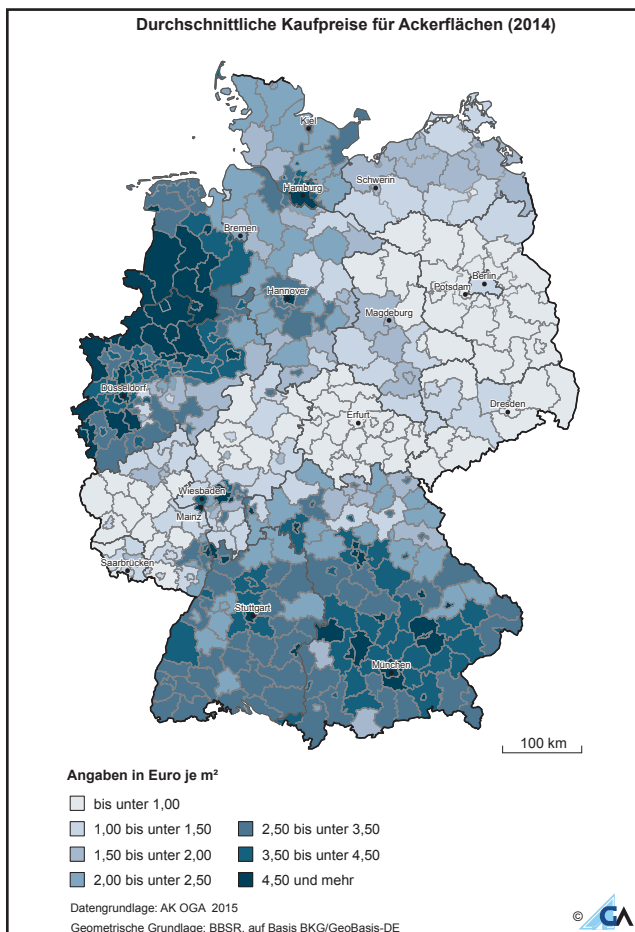 Durchschnittliche Kaufpreise für Ackerflächen (2014)
Kiel
Schwerin
Hamburg
Bremen
Berlin
Potsdam
Hannover
Magdeburg
Düsseldorf
Dresden
Erfurt
Wiesbaden
Mainz
Saarbrücken
Stuttgart
München
100 km
Angaben in Euro je m²
bis unter 1,00
1,00 bis unter 1,50
2,50 bis unter 3,50
1,50 bis unter 2,00
3,50 bis unter 4,50
2,00 bis unter 2,50
4,50 und mehr
Datengrundlage: AK OGA 2015
Geometrische Grundlage: BBSR, auf Basis BKG/GeoBasis-DE
© GA